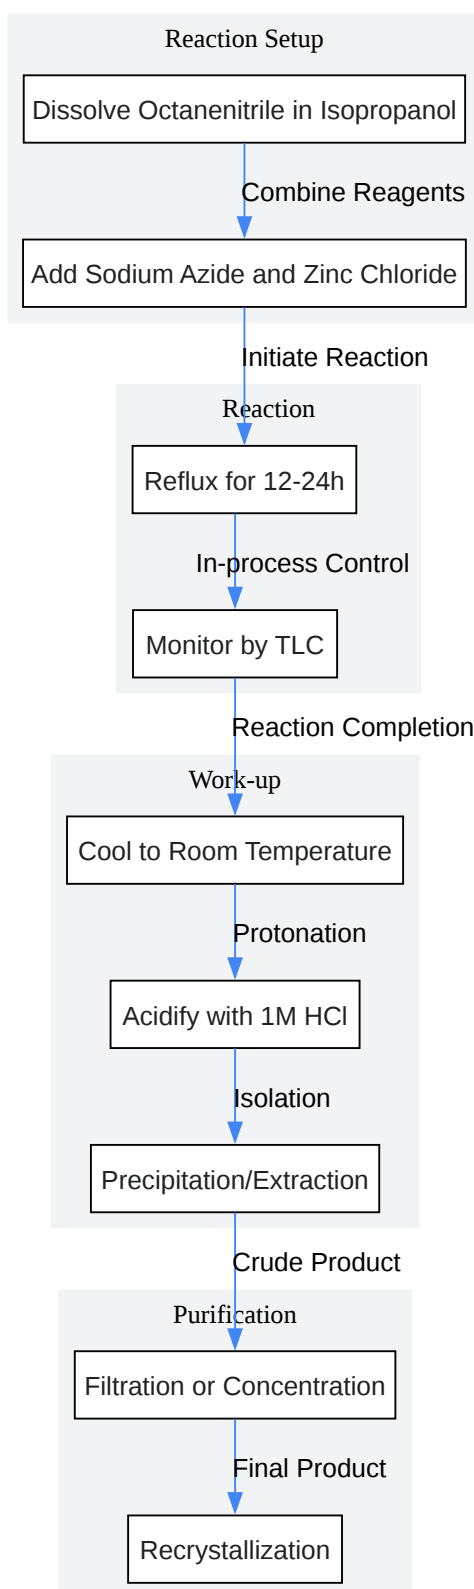 Reaction Setup
Dissolve Octanenitrile in Isopropanol
Combine Reagents
Add Sodium Azide and Zinc Chloride
Initiate Reaction
Reaction
Reflux for 12-24h
In-process Control
Monitor by TLC
Reaction Completion
Work-up
Cool to Room Temperature
Protonation
Acidify with 1M HCl
Isolation
Precipitation/Extraction
Crude Product
Purification
Filtration or Concentration
Final Product
Recrystallization